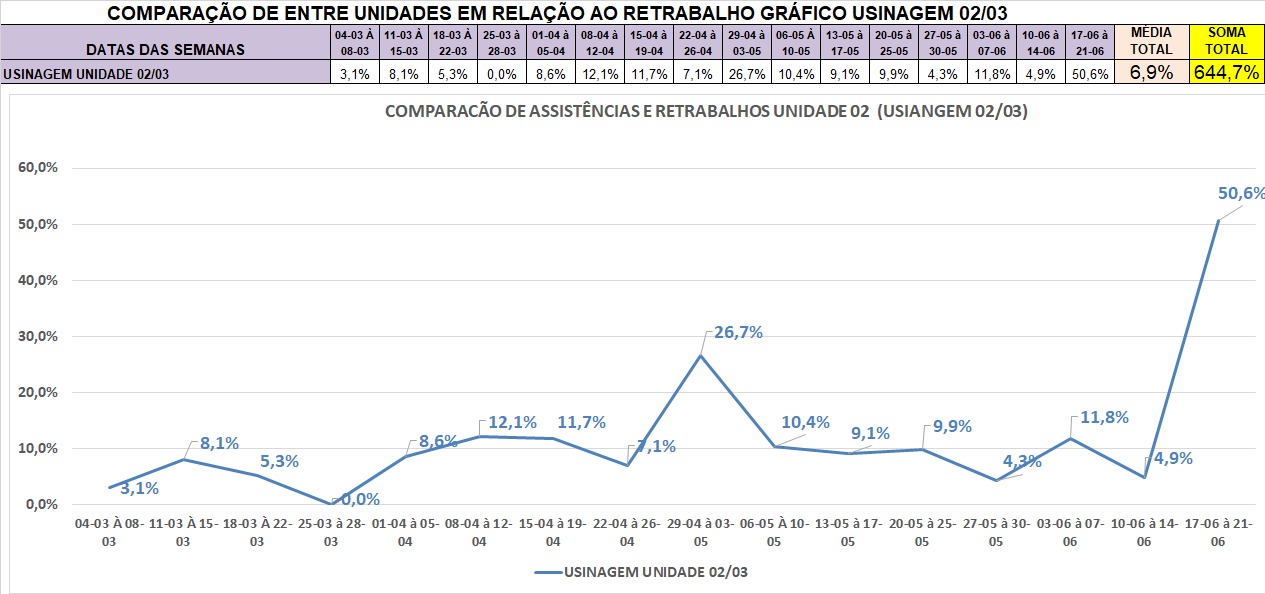 COMPARAÇÃO DE ENTRE UNIDADES EM RELAÇÃO AO RETRABALHO GRÁFICO USINAGEM 02/03
DATAS DAS SEMANAS 04-03 À 08-03 11-03 À 15-03 18-03 À 22-03 25-03 à 28-03 01-04 à 05-04 08-04 à 12-04 15-04 à 19-04 22-04 à 26-04 29-04 à 03-05 06-05 À 10-05 13-05 à 17-05 20-05 à 25-05 27-05 à 30-05 03-06 à 07-06 10-06 à 14-06 17-06 à 21-06 MÉDIA TOTAL SOMA TOTAL
USINAGEM UNIDADE 02/03 3,1% 8,1% 5,3% 0,0% 8,6% 12,1% 11,7% 7,1% 26,7% 10,4% 9,1% 9,9% 4,3% 11,8% 4,9% 50,6% 6,9% 644,7%
COMPARACÃO DE ASSISTÊNCIAS E RETRABALHOS UNIDADE 02 (USIANGEM 02/03)
60,0%
50,6%
50,0%
40,0%
30,0%
26,7%
20,0%
12,1% 11,7% 10,4% 11,8%
8,1% 8,6% 7,1% 9,1% 9,9%
10,0%
5,3% 4,3% 4,9%
3,1% 0,0%
0,0%
04-03 À 08- 11-03 À 15- 18-03 À 22- 25-03 à 28- 01-04 à 05- 08-04 à 12- 15-04 à 19- 22-04 à 26- 29-04 à 03- 06-05 À 10- 13-05 à 17- 20-05 à 25- 27-05 à 30- 03-06 à 07- 10-06 à 14- 17-06 à 21-
03 03 03 03 04 04 04 04 05 05 05 05 05 06 06 06
USINAGEM UNIDADE 02/03